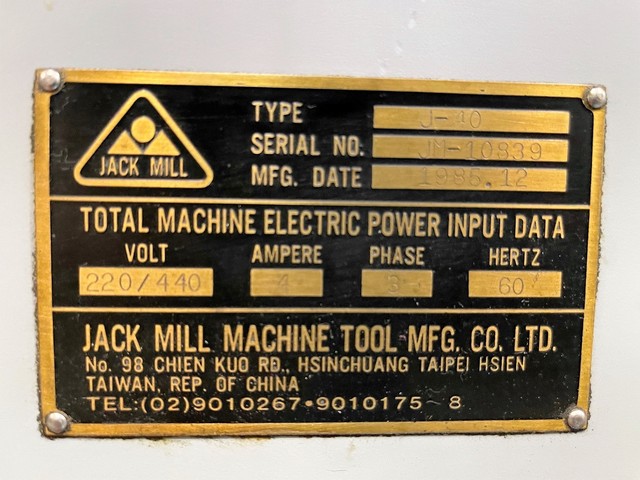 JACK MILL
TYPE J-40
SERIAL NO. JM-10839
MFG. DATE 1986.12
TOTAL MACHINE ELECTRIC POWER INPUT DATA
VOLT AMPERE PHASE HERTZ
220/440 4 3 60
JACK MILL MACHINE TOOL MFG. CO. LTD.
No. 98 CHIEN KUO RD., HSINCHUANG TAIPEI HSIEN
TAIWAN, REP. OF CHINA
TEL:(02)9010267•9010175~8